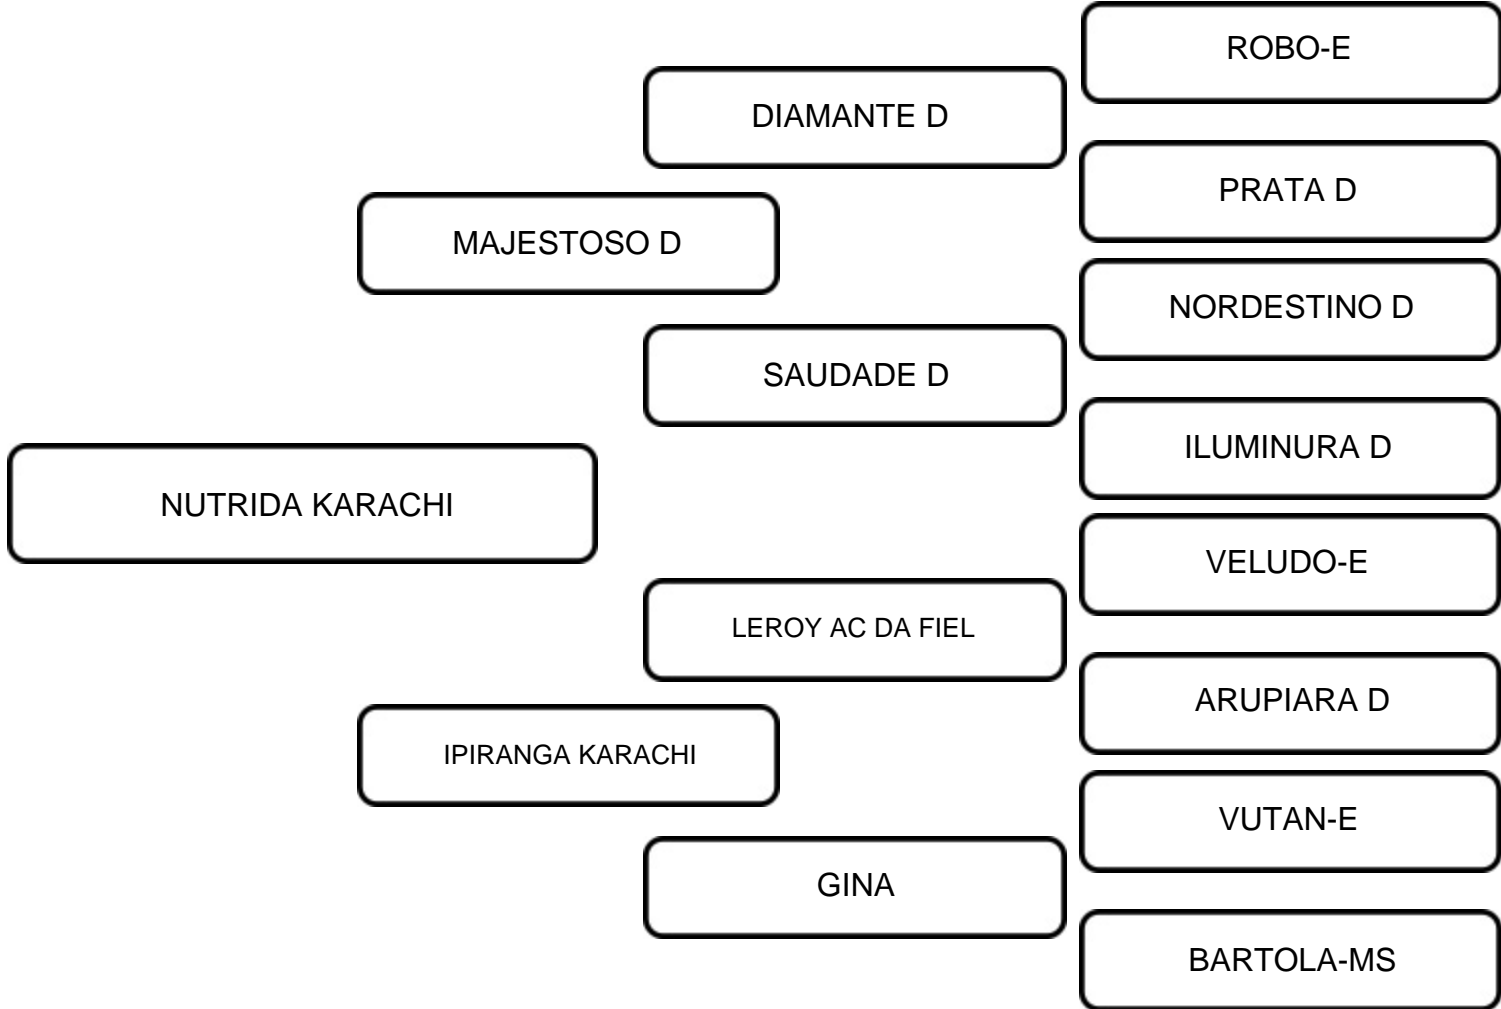 ROBO-E
DIAMANTE D
PRATA D
MAJESTOSO D
NORDESTINO D
SAUDADE D
ILUMINURA D
NUTRIDA KARACHI
VELUDO-E
LEROY AC DA FIEL
ARUPIARA D
IPIRANGA KARACHI
VUTAN-E
GINA
BARTOLA-MS